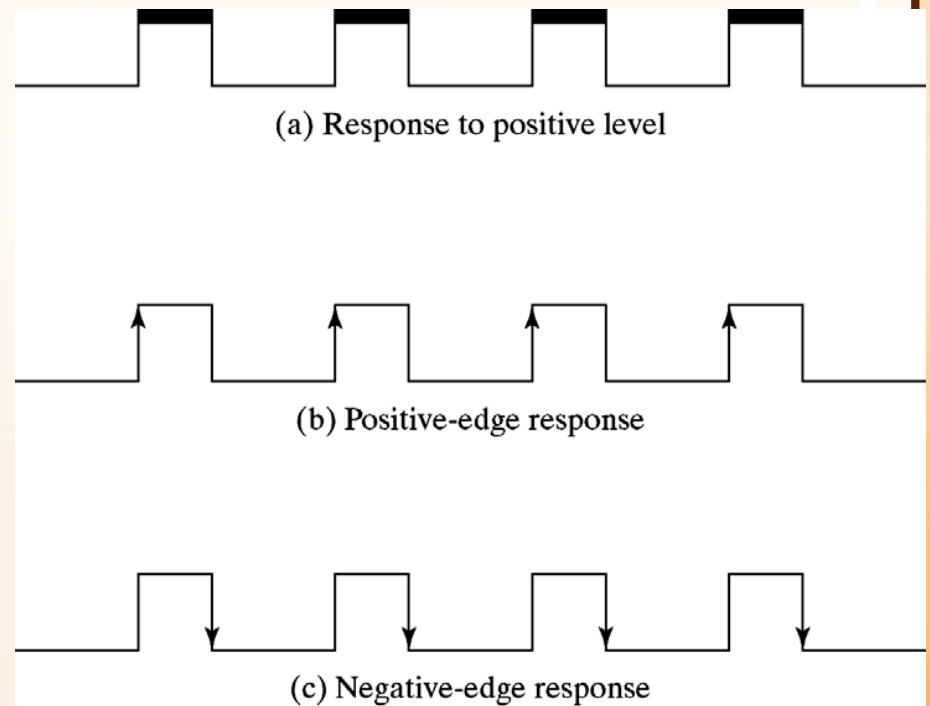 (a) Response to positive level
(b) Positive-edge response
(c) Negative-edge response